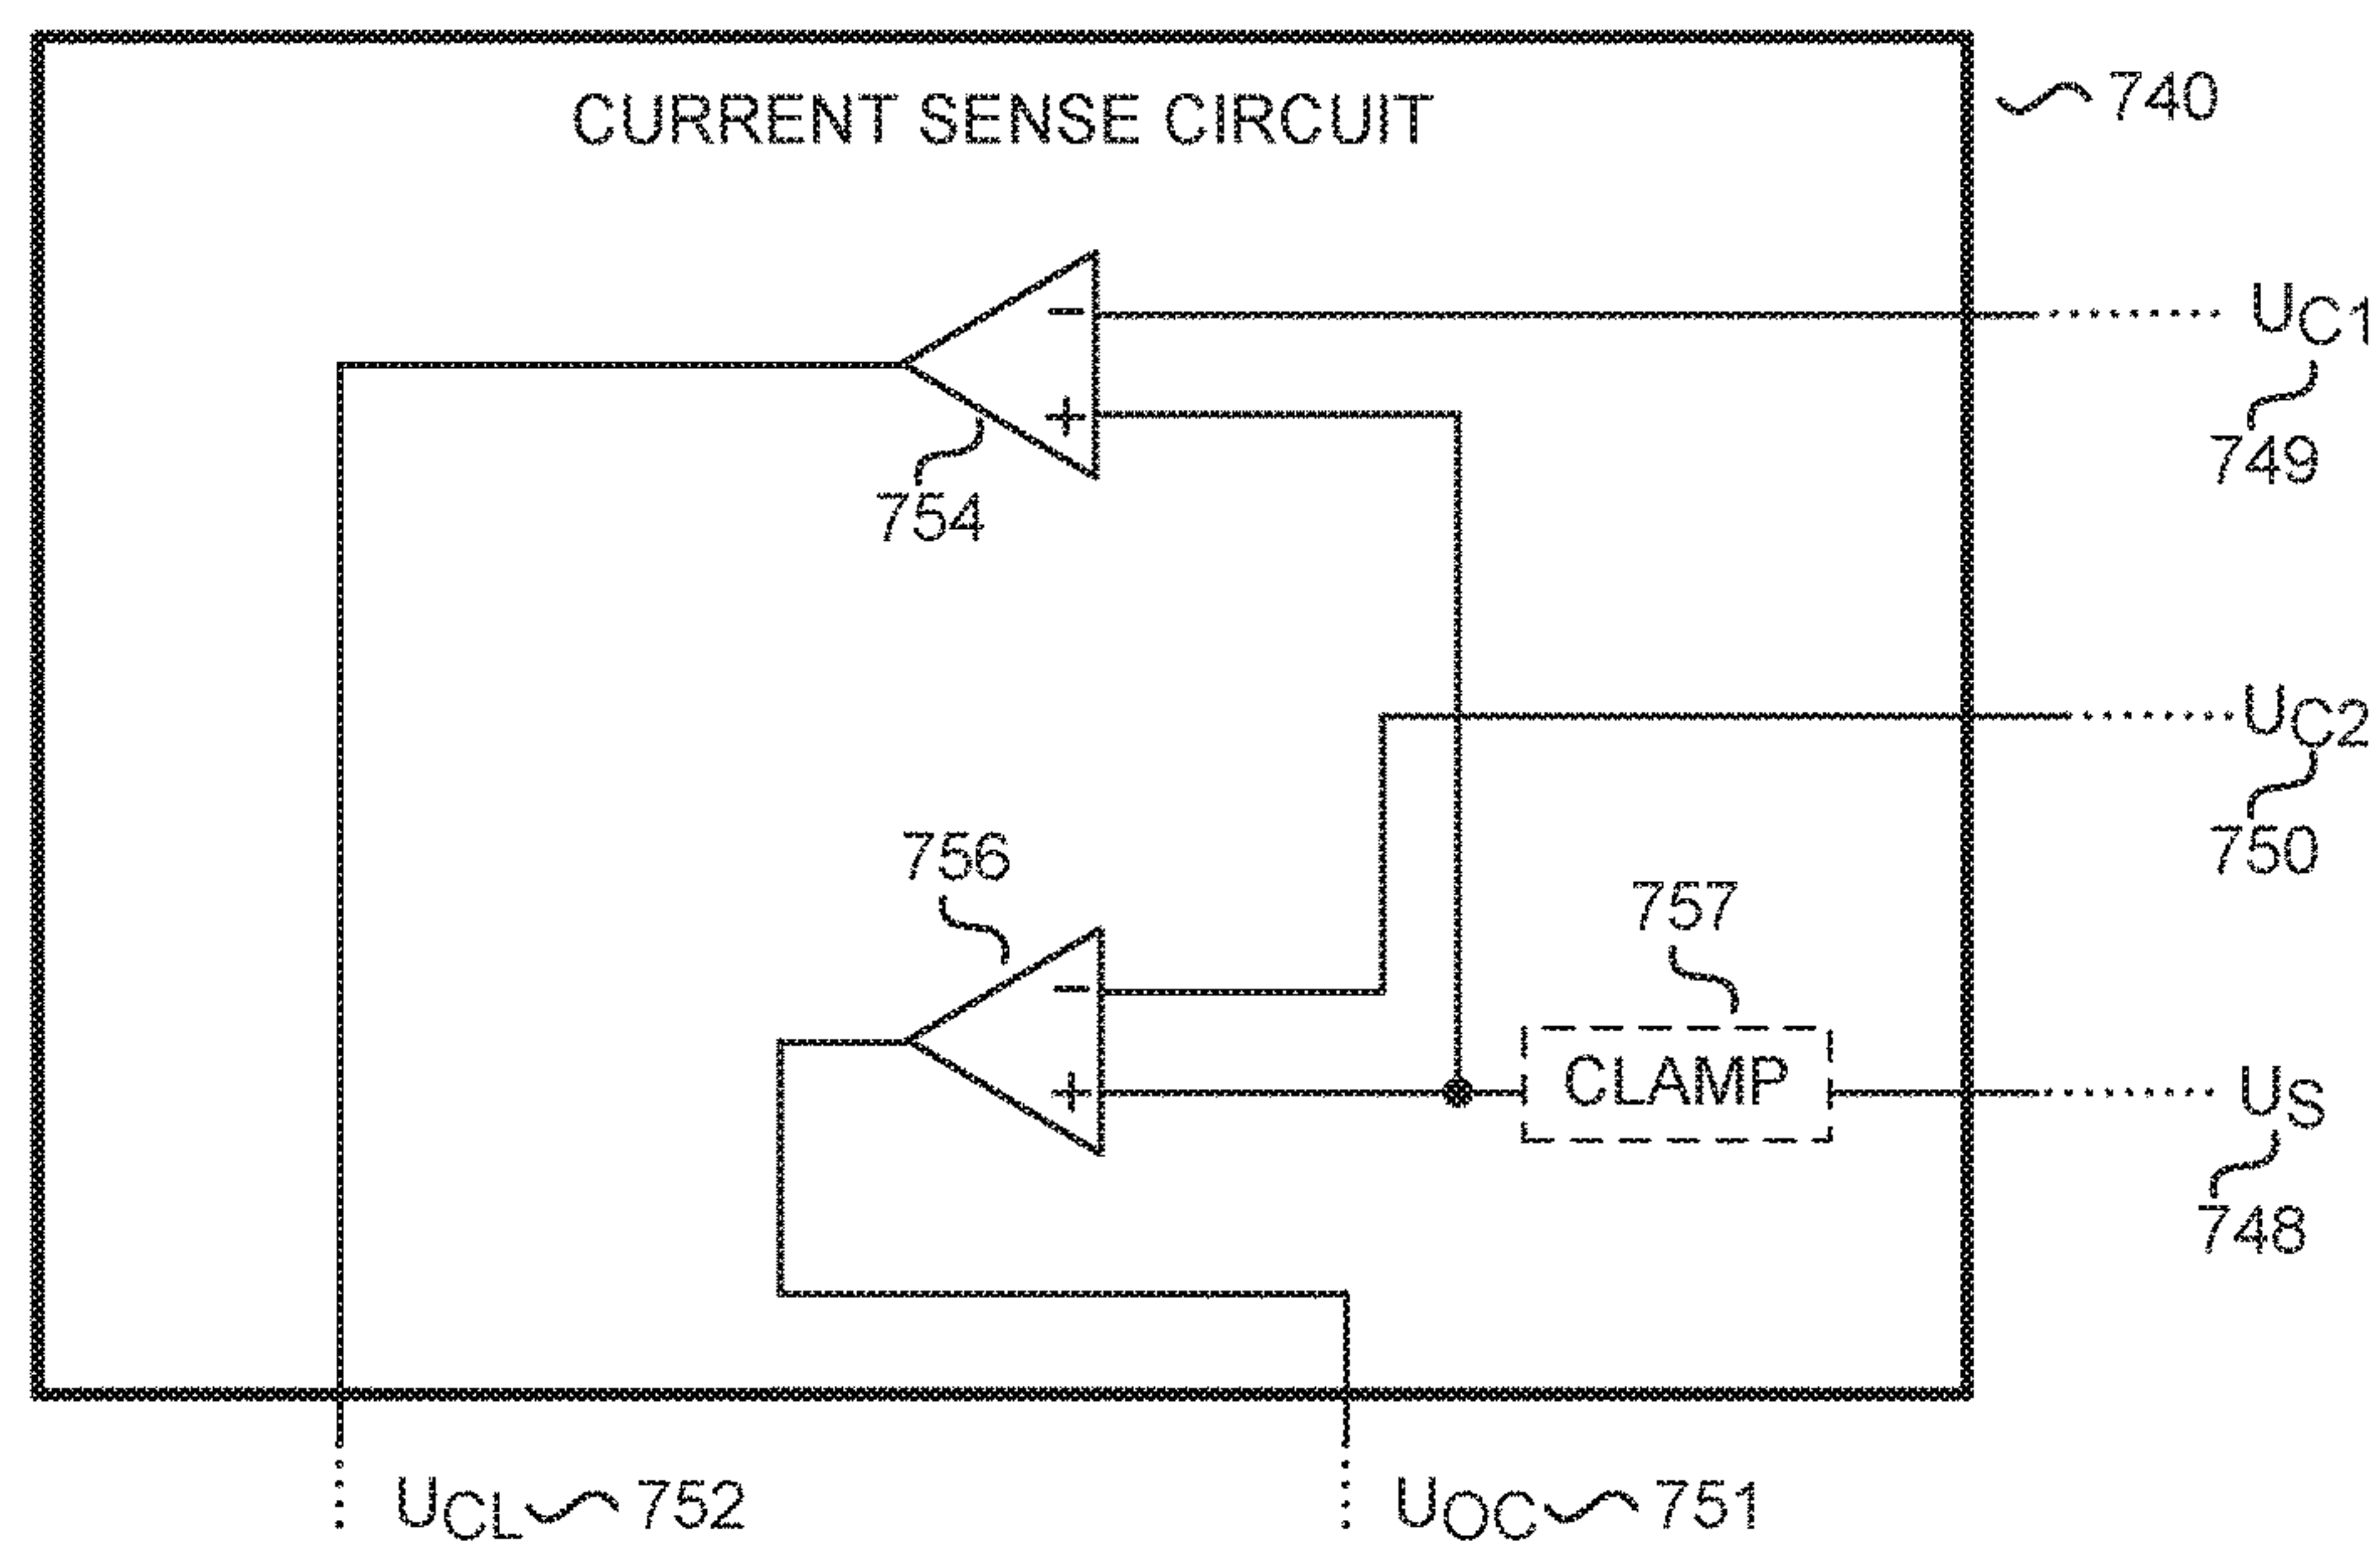 CURRENT SENSE CIRCUIT
740
UC1
-
+
749
754
UC2
756
750
757
-
CLAMP
+
US
748
UCL 752
UOC 751